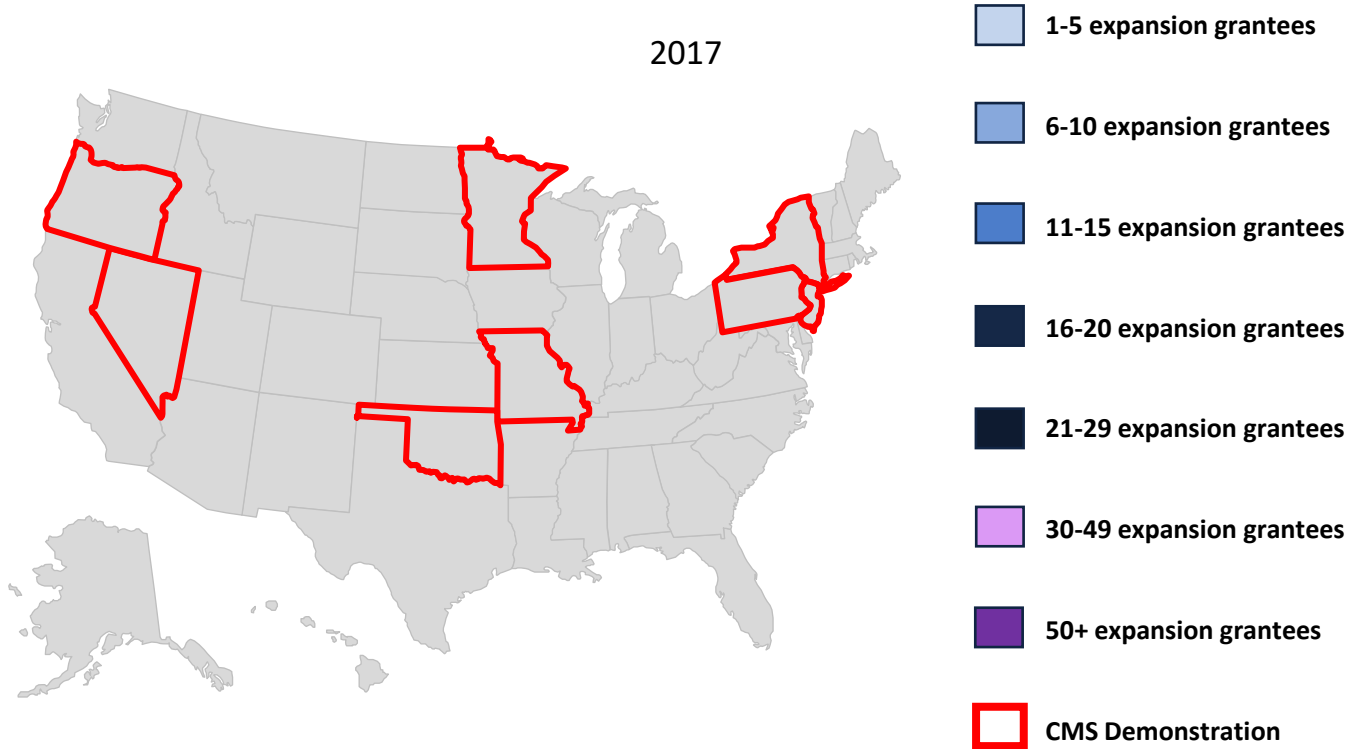 2017
1-5 expansion grantees
6-10 expansion grantees
11-15 expansion grantees
16-20 expansion grantees
21-29 expansion grantees
30-49 expansion grantees
50+ expansion grantees
CMS Demonstration